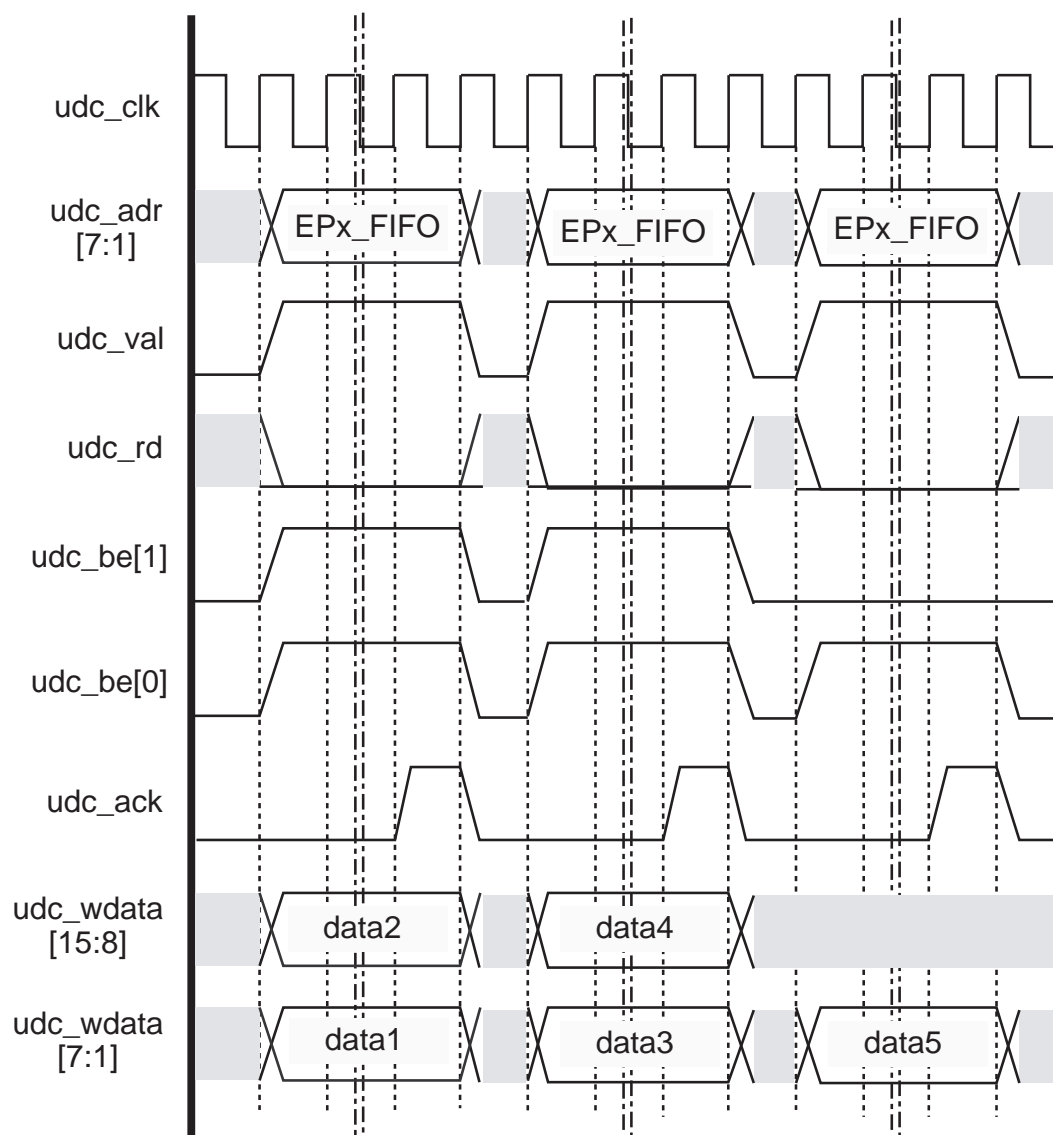 udc_clk
udc_adr
[7:1]
EPx_FIFO
EPx_FIFO
EPx_FIFO
udc_val
udc_rd
udc_be[1]
udc_be[0]
udc_ack
udc_wdata
[15:8]
data2
data4
udc_wdata
[7:1]
data1
data3
data5